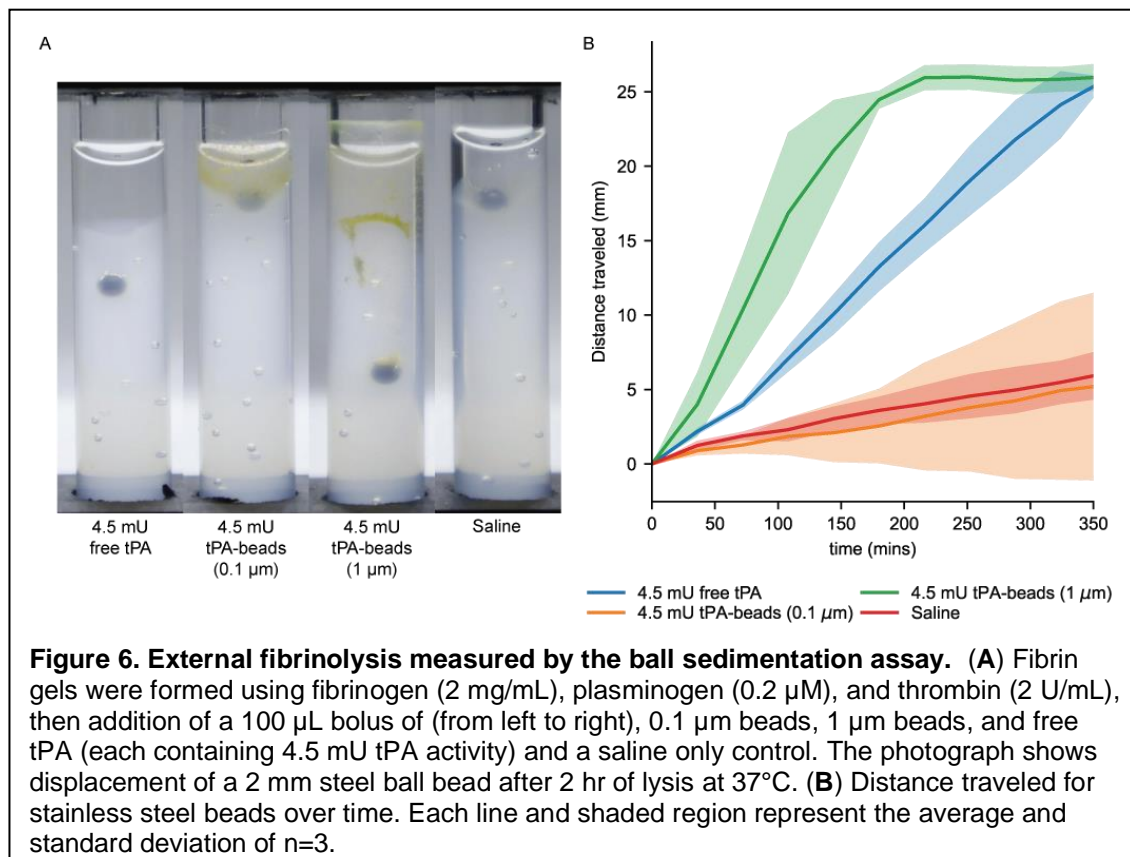 A
B
4.5 mU
free tPA
4.5 mU
tPA-beads
(0.1 µm)
4.5 mU
tPA-beads
(1 µm)
Saline
Distance traveled (mm)
25
20
15
10
5
0
0 50 100 150 200 250 300 350
time (mins)
4.5 mU free tPA
4.5 mU tPA-beads (1 µm)
4.5 mU tPA-beads (0.1 µm)
Saline
Figure 6. External fibrinolysis measured by the ball sedimentation assay. (A) Fibrin
gels were formed using fibrinogen (2 mg/mL), plasminogen (0.2 µM), and thrombin (2 U/mL),
then addition of a 100 µL bolus of (from left to right), 0.1 µm beads, 1 µm beads, and free
tPA (each containing 4.5 mU tPA activity) and a saline only control. The photograph shows
displacement of a 2 mm steel ball bead after 2 hr of lysis at 37°C. (B) Distance traveled for
stainless steel beads over time. Each line and shaded region represent the average and
standard deviation of n=3.